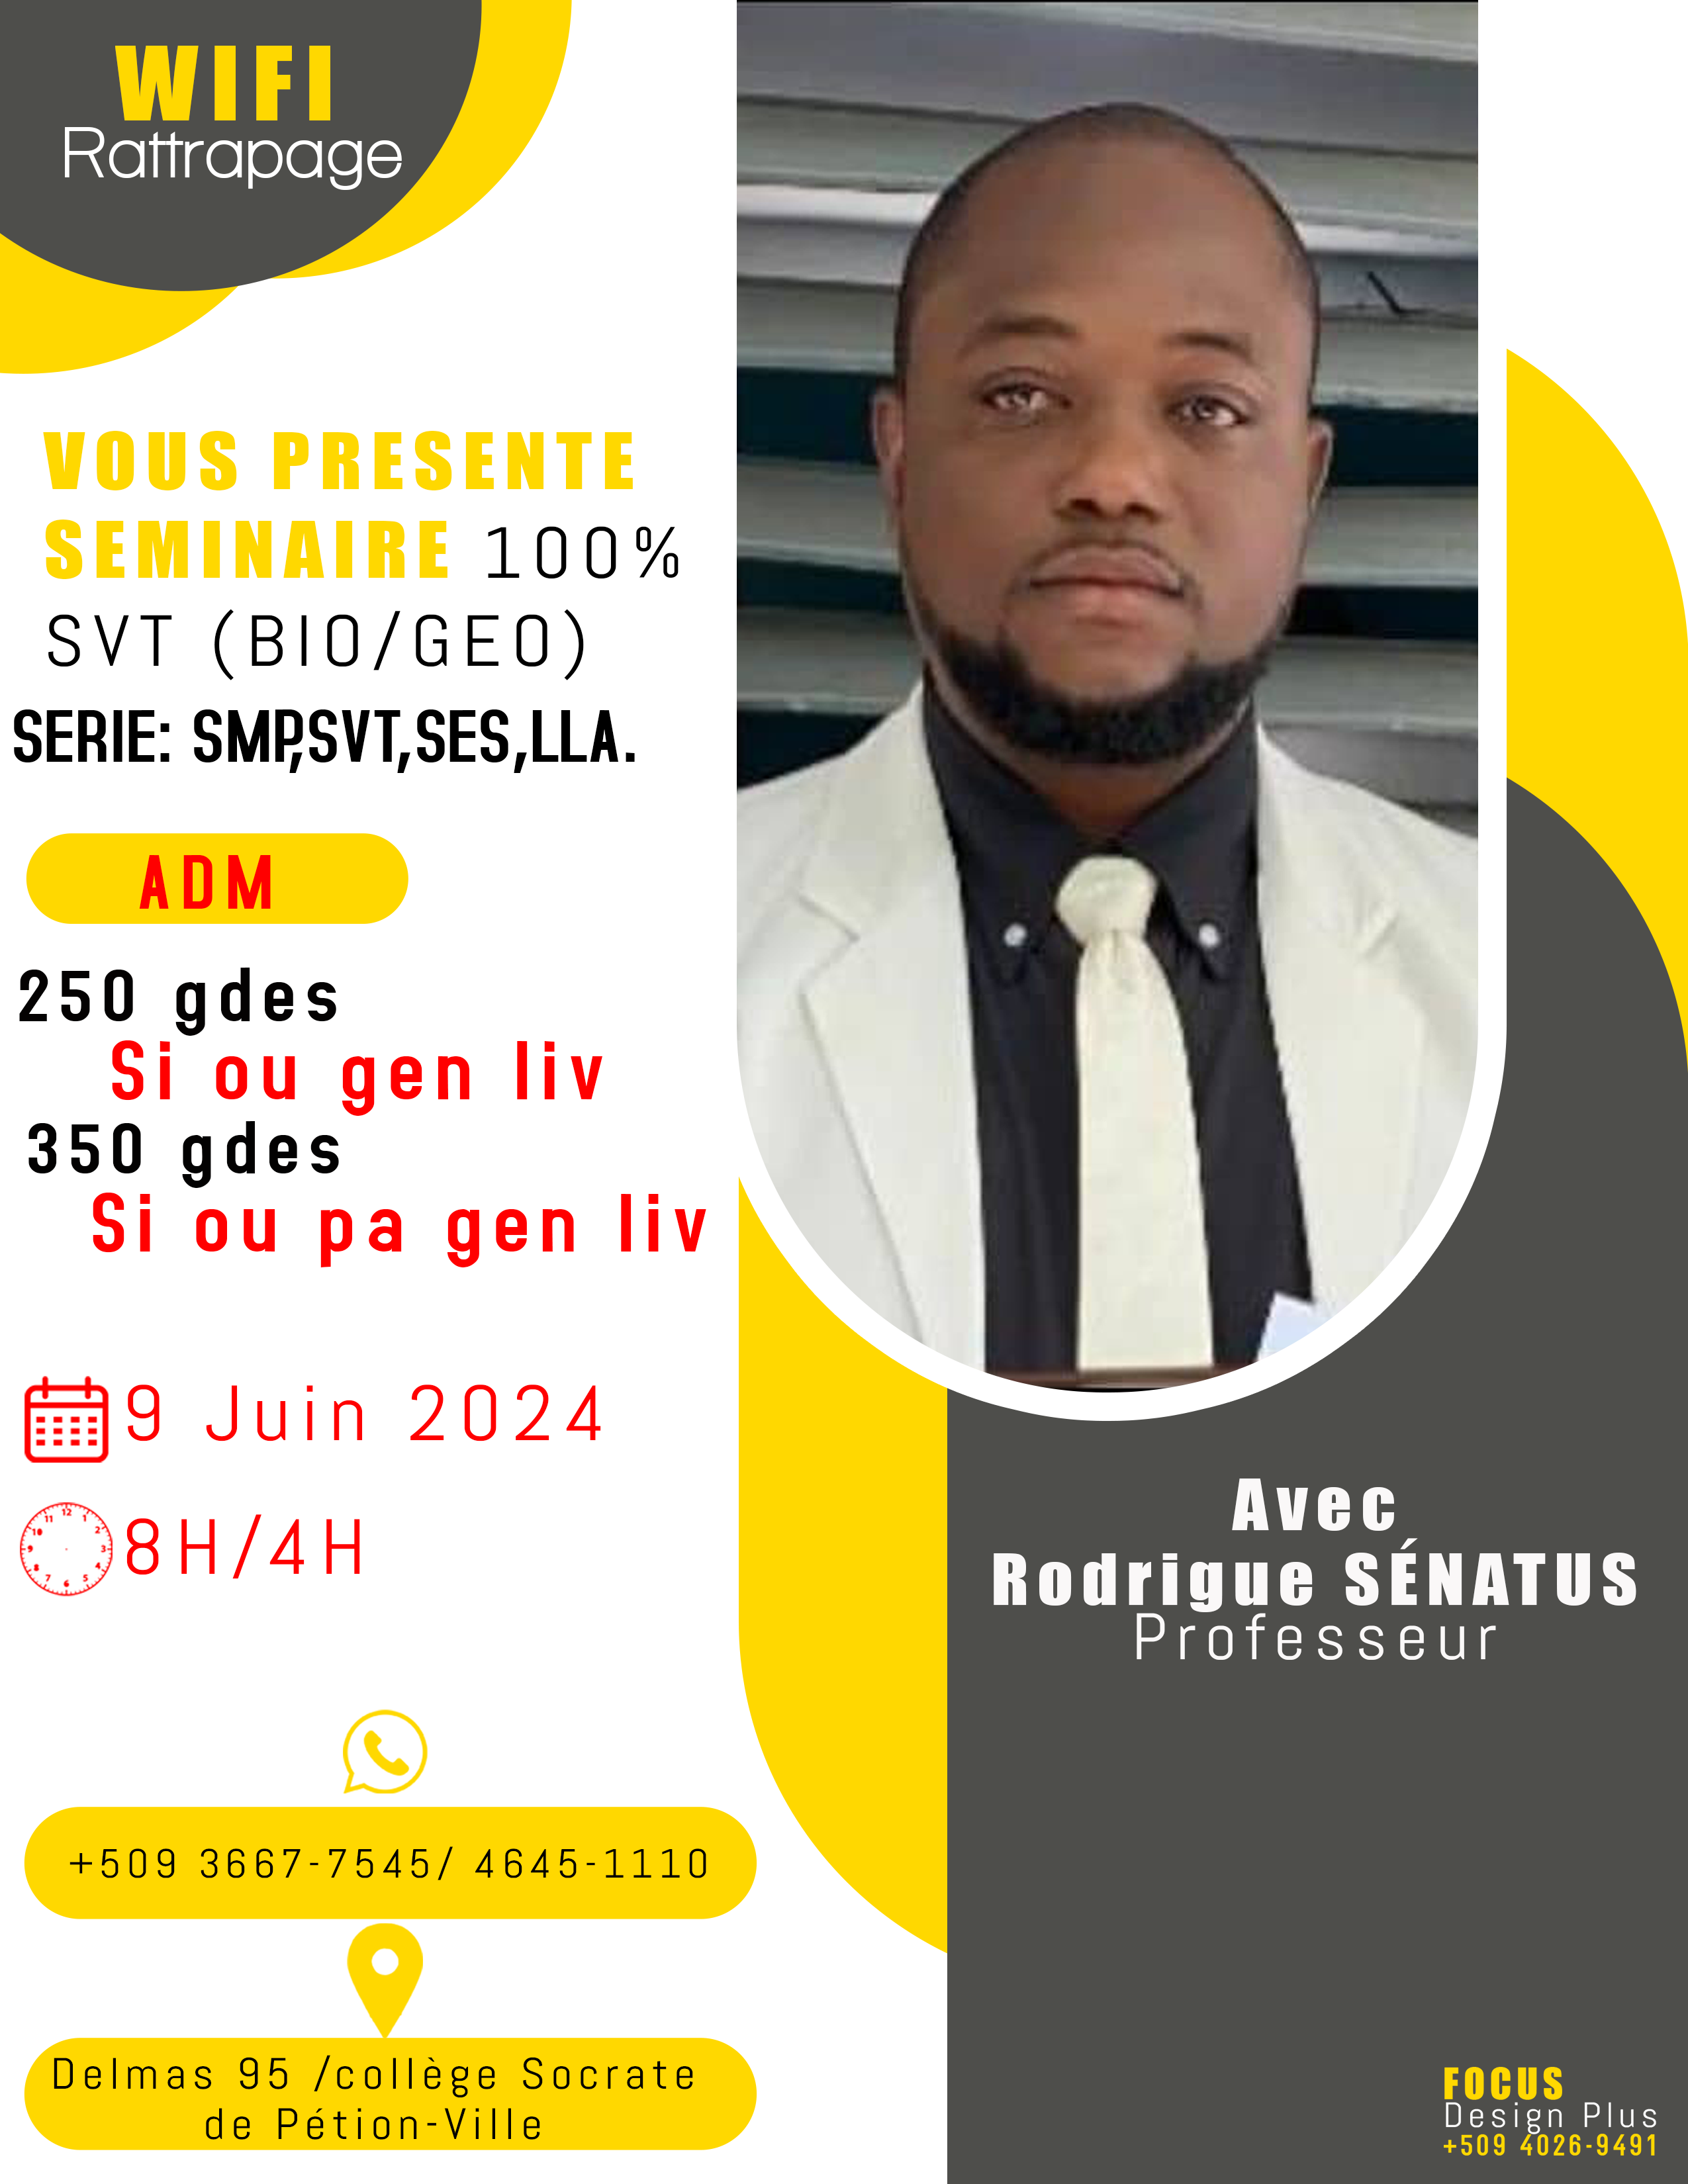 WIFI
Rattrapage
VOUS PRESENTE
SEMINAIRE 100%
SVT (BIO/GEO)
SERIE: SMP,SVT,SES,LLA.
ADM
250 gdes
Si ou gen liv
350 gdes
Si ou pa gen liv
9 Juin 2024
8H/4H
+509 3667-7545/ 4645-1110
Delmas 95 /collège Socrate
de Pétion-Ville
Avec
Rodrigue SÉNATUS
Professeur
FOCUS
Design Plus
+509 4026-9491